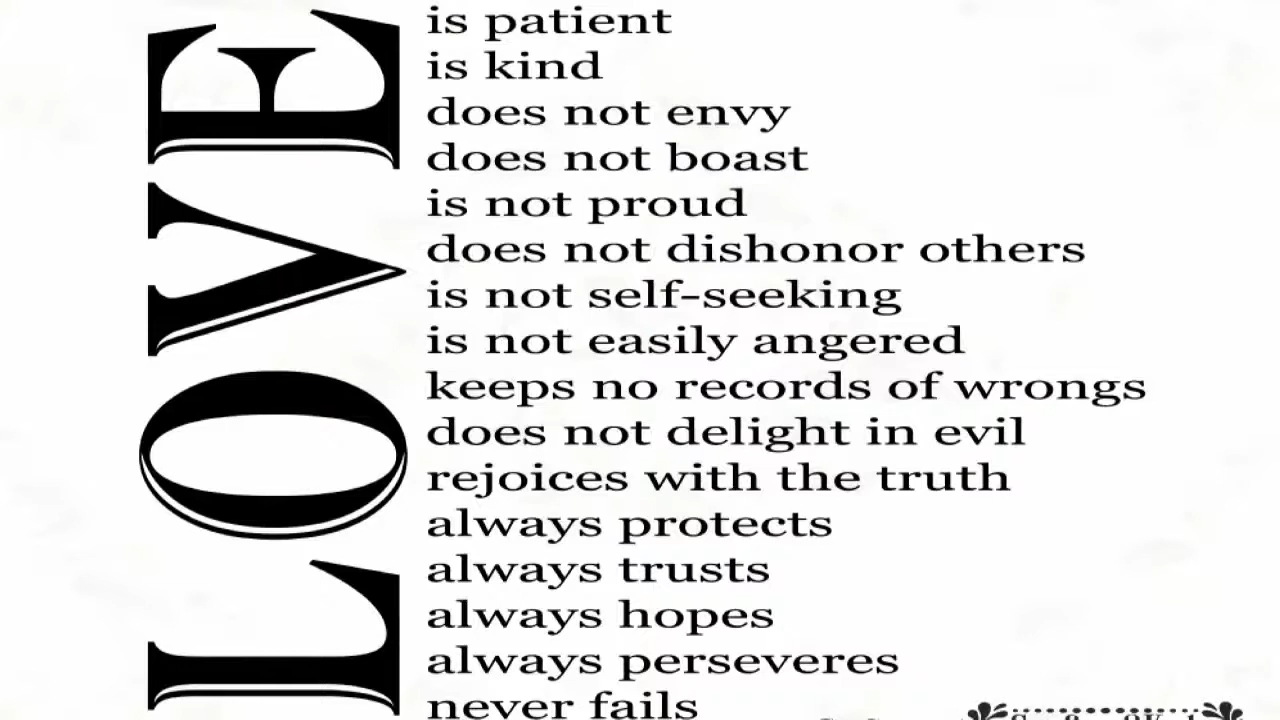 LOVE
is patient
is kind
does not envy
does not boast
is not proud
does not dishonor others
is not self-seeking
is not easily angered
keeps no records of wrongs
does not delight in evil
rejoices with the truth
always protects
always trusts
always hopes
always perseveres
never fails